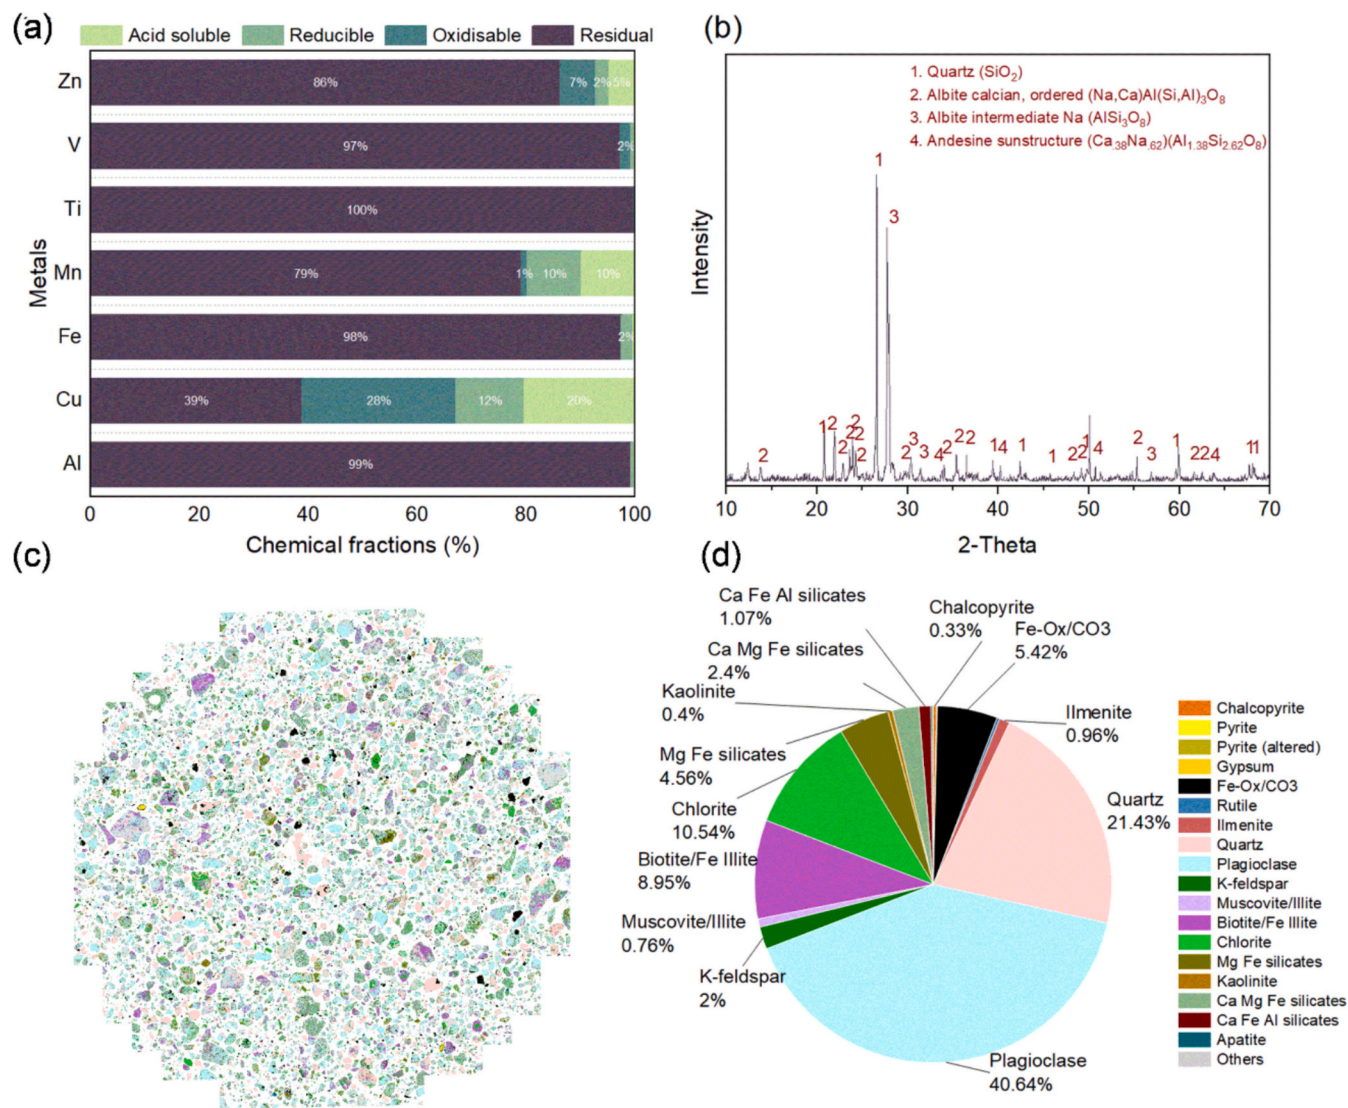 (a)
Acid soluble Reducible Oxidisable Residual
Zn
86% 7% 2% 5%
V
97% 2%
Ti
100%
Mn
79% 1% 10% 10%
Fe
98% 2%
Cu
39% 28% 12% 20%
Al
99%
Metals
0 20 40 60 80 100
Chemical fractions (%)
(b)
1. Quartz (SiO2)
2. Albite calcian, ordered (Na,Ca)Al(Si,Al)3O8
3. Albite intermediate Na (AlSi3O8)
4. Andesine sunstructure (Ca.38Na.62)(Al1.38Si2.62O8)
1
3
2 1 2 2 2 2 2 2 2 2 3 3 4 2 2 2 1 4 1 1 2 2 1 4 2 3 1 2 2 4 1 1
Intensity
10 20 30 40 50 60 70
2-Theta
(c)
(d)
Ca Fe Al silicates
1.07%
Chalcopyrite
0.33%
Fe-Ox/CO3
5.42%
Ca Mg Fe silicates
2.4%
Kaolinite
0.4%
Ilmenite
0.96%
Mg Fe silicates
4.56%
Quartz
21.43%
Chlorite
10.54%
Biotite/Fe Illite
8.95%
Muscovite/Illite
0.76%
K-feldspar
2%
Plagioclase
40.64%
Chalcopyrite
Pyrite
Pyrite (altered)
Gypsum
Fe-Ox/CO3
Rutile
Ilmenite
Quartz
Plagioclase
K-feldspar
Muscovite/Illite
Biotite/Fe Illite
Chlorite
Mg Fe silicates
Kaolinite
Ca Mg Fe silicates
Ca Fe Al silicates
Apatite
Others